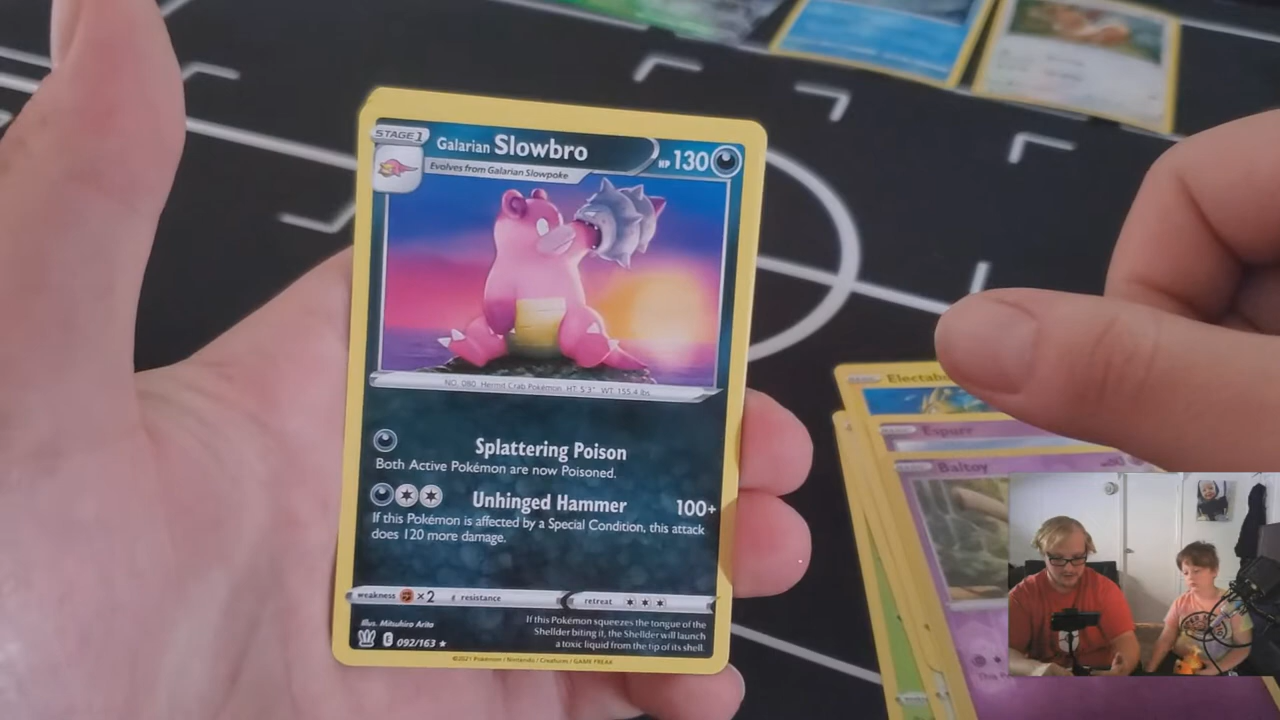 STAGE 1
Galarian Slowbro
HP 130
Evolves from Galarian Slowpoke
NO. 080 Hermit Crab Pokémon HT: 5'3" WT: 155.4 lbs
Splattering Poison
Both Active Pokémon are now Poisoned.
Unhinged Hammer 100+
If this Pokémon is affected by a Special Condition, this attack
does 120 more damage.
weakness ×2 resistance retreat
Illus. Mitsuhiro Arita
E 092/163 ★
If this Pokémon squeezes the tongue of the
Shellder biting it, the Shellder will launch
a toxic liquid from the tip of its shell.
©2021 Pokémon / Nintendo / Creatures / GAME FREAK
Electab
Espurr
Baltoy